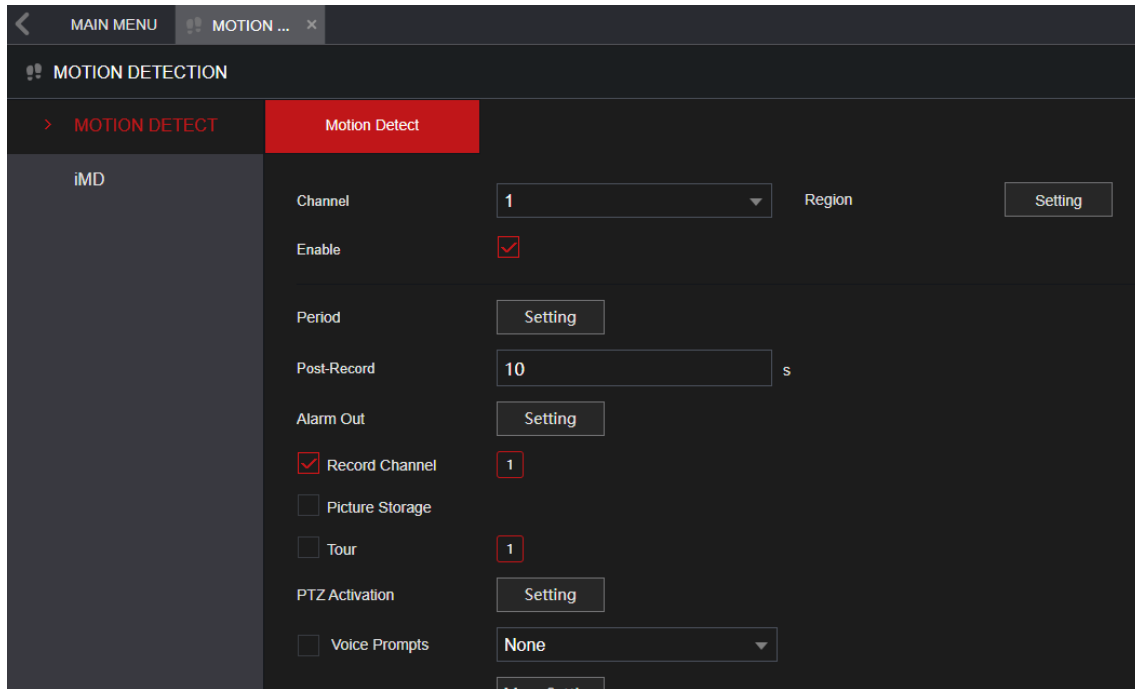 MAIN MENU MOTION ... ×
MOTION DETECTION
> MOTION DETECT
Motion Detect
iMD
Channel 1 Region Setting
Enable
Period Setting
Post-Record 10 s
Alarm Out Setting
Record Channel 1
Picture Storage
Tour 1
PTZ Activation Setting
Voice Prompts None